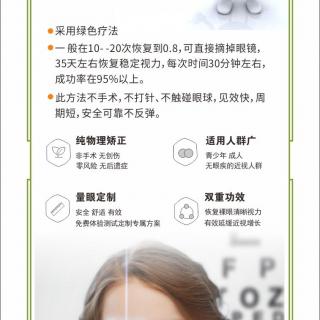 采用绿色疗法
一般在10--20次恢复到0.8,可直接摘掉眼镜,
35天左右恢复稳定视力,每次时间30分钟左右,
成功率在95%以上。
此方法不手术,不打针、不触碰眼球,见效快,周
期短,安全可靠不反弹。
纯物理矫正
非手术 无创伤
零风险 无后遗症
适用人群广
青少年 成人
无眼疾的近视人群
量眼定制
安全 舒适 有效
免费体验测试定制专属方案
双重功效
恢复裸眼清晰视力
有效延缓近视增长
F P
T O Z